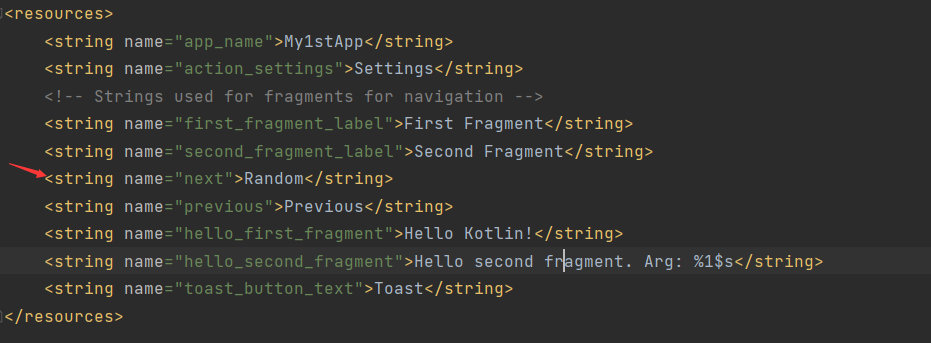 <resources>
    <string name="app_name">My1stApp</string>
    <string name="action_settings">Settings</string>
    <!-- Strings used for fragments for navigation -->
    <string name="first_fragment_label">First Fragment</string>
    <string name="second_fragment_label">Second Fragment</string>
    <string name="next">Random</string>
    <string name="previous">Previous</string>
    <string name="hello_first_fragment">Hello Kotlin!</string>
    <string name="hello_second_fragment">Hello second fragment. Arg: %1$s</string>
    <string name="toast_button_text">Toast</string>
</resources>